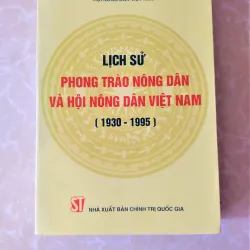 LỊCH SỬ
PHONG TRÀO NÔNG DÂN
VÀ HỘI NÔNG DÂN VIỆT NAM
( 1930 - 1995 )
ST
NHÀ XUẤT BẢN CHÍNH TRỊ QUỐC GIA